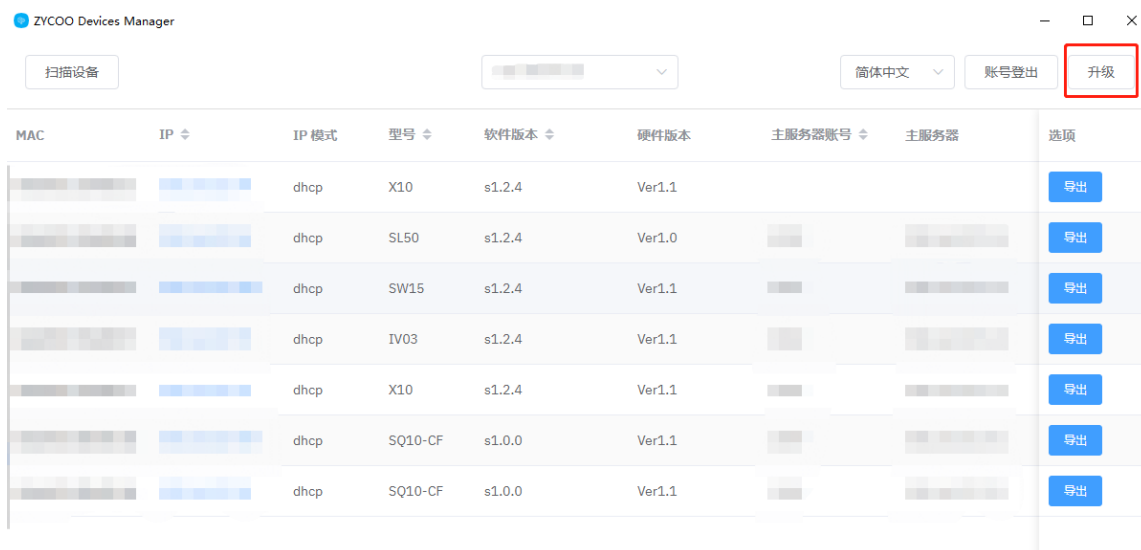 ZYCOO Devices Manager
扫描设备 简体中文 账号登出 升级
MAC IP IP 模式 型号 软件版本 硬件版本 主服务器账号 主服务器 选项
dhcp X10 s1.2.4 Ver1.1 导出
dhcp SL50 s1.2.4 Ver1.0 导出
dhcp SW15 s1.2.4 Ver1.1 导出
dhcp IV03 s1.2.4 Ver1.1 导出
dhcp X10 s1.2.4 Ver1.1 导出
dhcp SQ10-CF s1.0.0 Ver1.1 导出
dhcp SQ10-CF s1.0.0 Ver1.1 导出